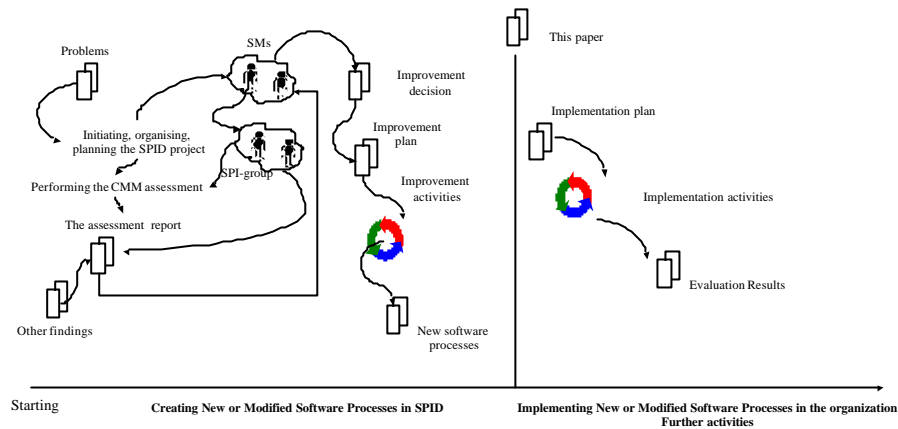 SMs
This paper
Problems
Improvement
decision
Implementation plan
Initiating, organising,
planning the SPID project
Improvement
plan
SPI-group
Performing the CMM assessment
Improvement
activities
Implementation activities
The assessment report
Evaluation Results
Other findings
New software
processes
Starting
Creating New or Modified Software Processes in SPID
Implementing New or Modified Software Processes in the organization
Further activities